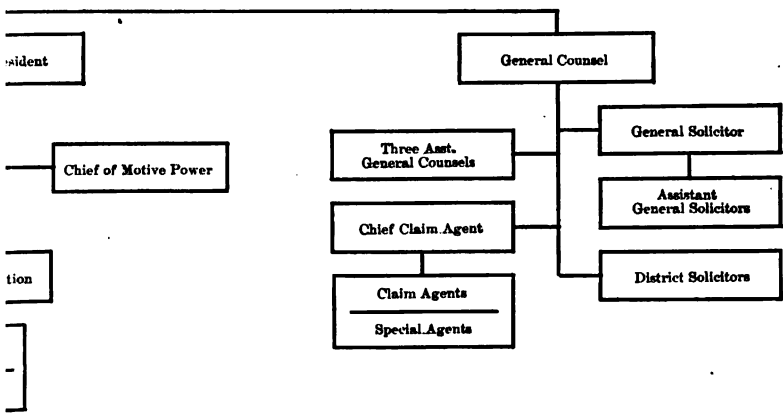 General Counsel
General Solicitor
Three Asst.
General Counsels
Chief of Motive Power
Assistant
General Solicitors
Chief Claim Agent
District Solicitors
Claim Agents
Special Agents